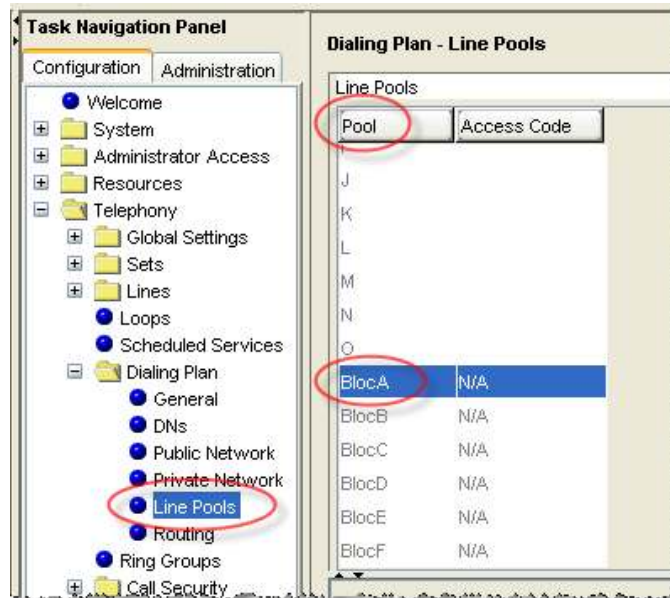 Task Navigation Panel
Configuration
Administration
Welcome
System
Administrator Access
Resources
Telephony
Global Settings
Sets
Lines
Loops
Scheduled Services
Dialing Plan
General
DNs
Public Network
Private Network
Line Pools
Routing
Ring Groups
Call Security
Dialing Plan - Line Pools
Line Pools
Pool Access Code
J
K
L
M
N
O
BlocA N/A
BlocB N/A
BlocC N/A
BlocD N/A
BlocE N/A
BlocF N/A